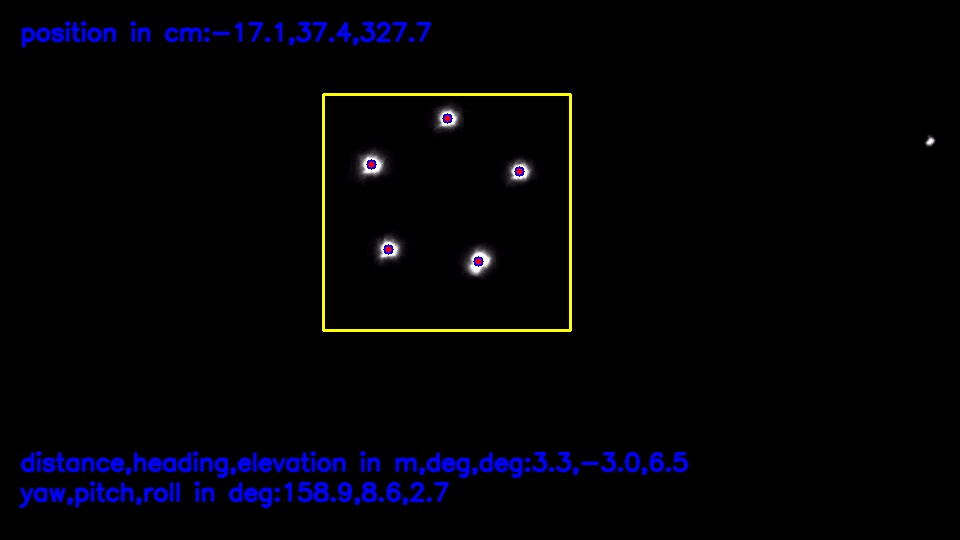 position in cm:-17.1,37.4,327.7
distance,heading,elevation in m,deg,deg:3.3,-3.0,6.5
yaw,pitch,roll in deg:158.9,8.6,2.7